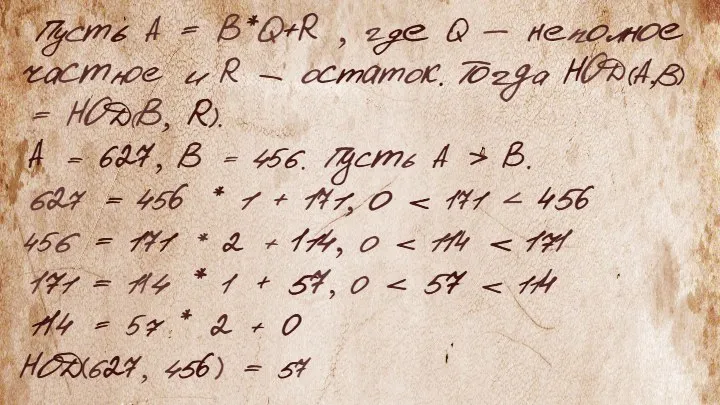 Пусть A = B*Q+R , где Q — неполное
частное и R — остаток. Тогда НОД(A,B)
= НОД(B, R).
A = 627, B = 456. Пусть A > B.
627 = 456 * 1 + 171, 0 < 171 < 456
456 = 171 * 2 + 114, 0 < 114 < 171
171 = 114 * 1 + 57, 0 < 57 < 114
114 = 57 * 2 + 0
НОД(627, 456) = 57